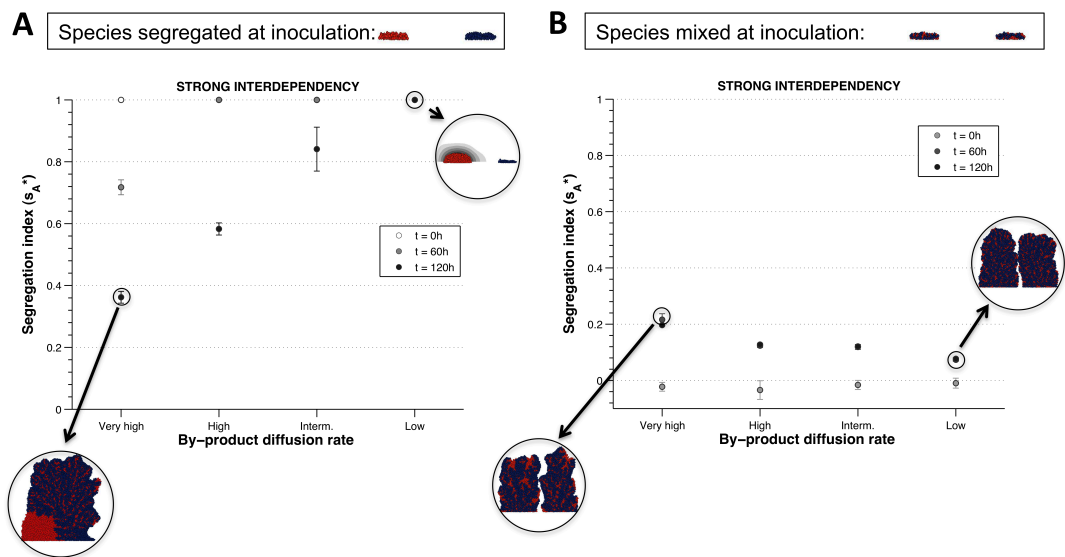 A
Species segregated at inoculation:
STRONG INTERDEPENDENCY
1
0.8
0.6
0.4
0.2
0
Segregation index (s_A*)
t = 0h
t = 60h
t = 120h
Very high High Interm. Low
By-product diffusion rate
B
Species mixed at inoculation:
STRONG INTERDEPENDENCY
1
0.8
0.6
0.4
0.2
0
Segregation index (s_A*)
t = 0h
t = 60h
t = 120h
Very high High Interm. Low
By-product diffusion rate